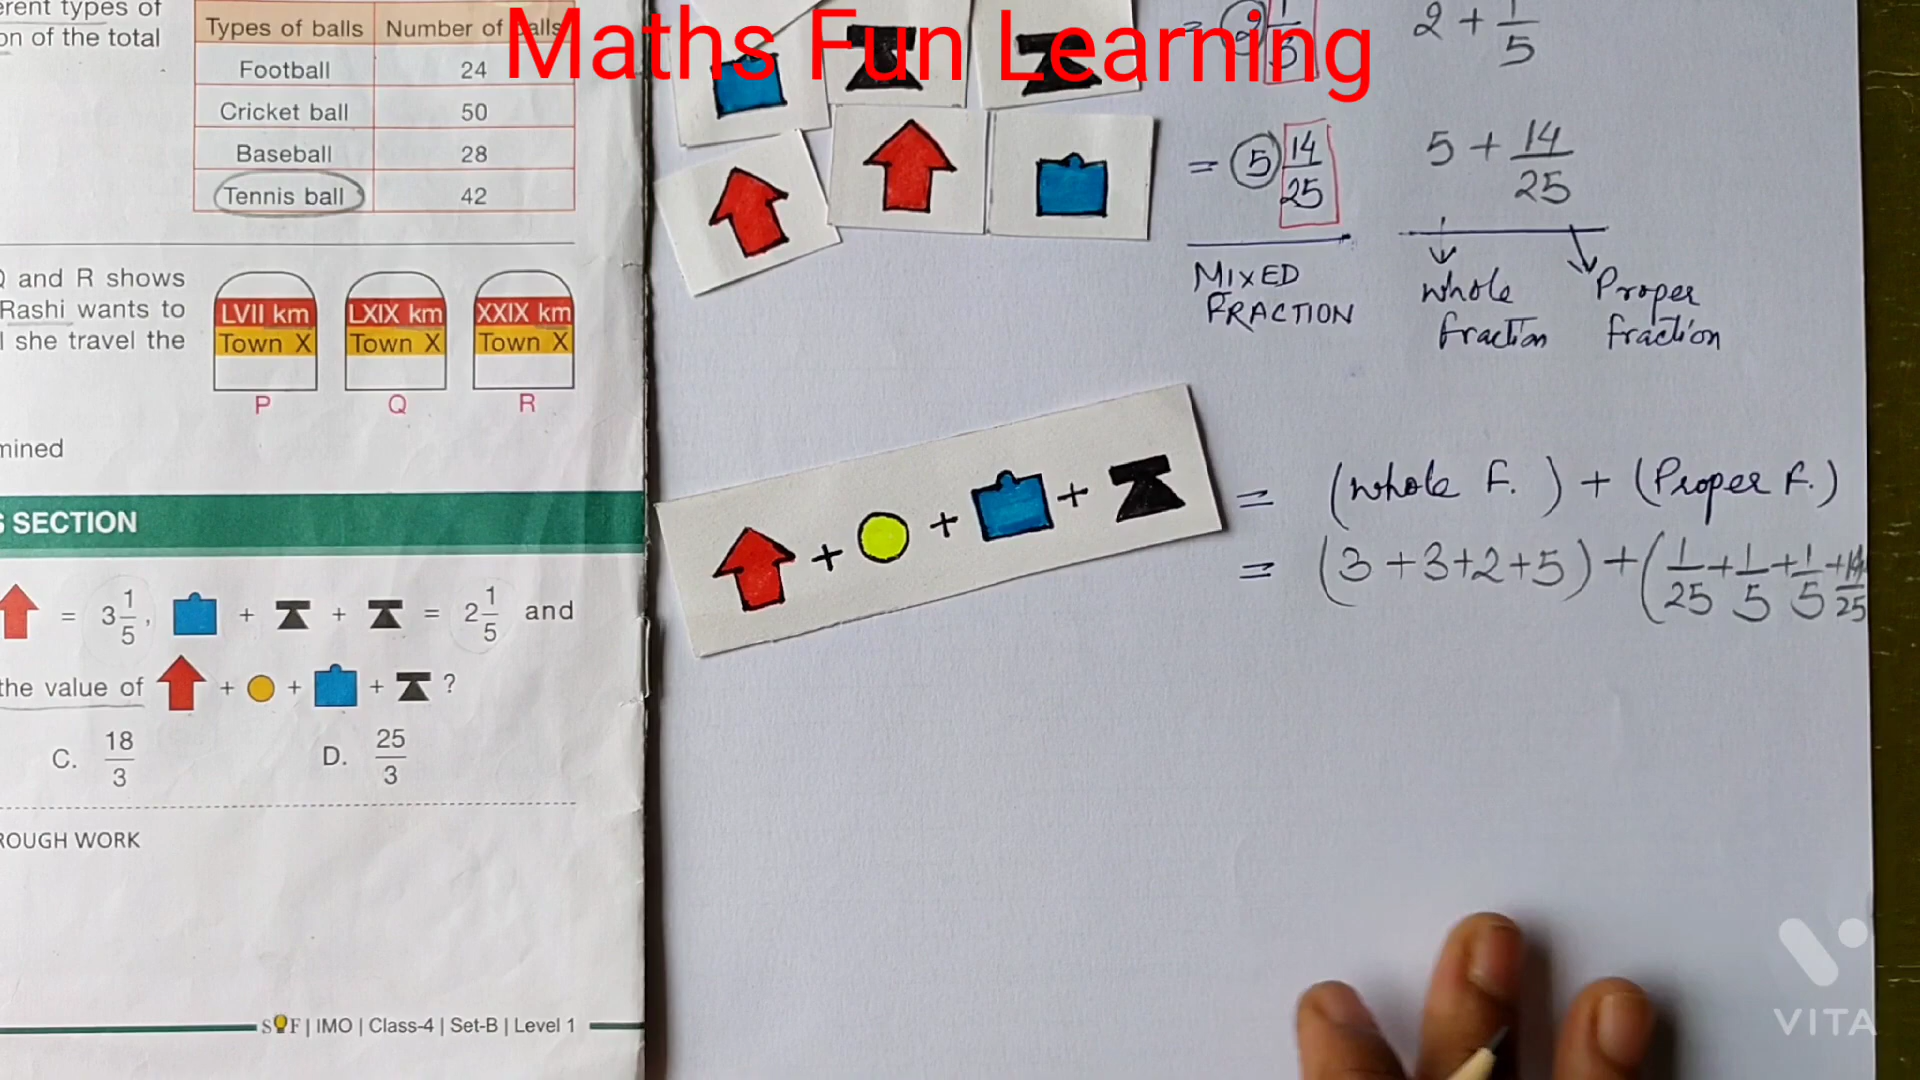 Maths Fun Learning
erent types of
on of the total
Types of balls Number of balls
Football 24
Cricket ball 50
Baseball 28
Tennis ball 42
Q and R shows
Rashi wants to
she travel the
LVII km LXIX km XXIX km
Town X Town X Town X
P Q R
mined
S SECTION
= 3 1/5, + + = 2 1/5 and
the value of + + + ?
C. 18/3 D. 25/3
ROUGH WORK
SOF | IMO | Class-4 | Set-B | Level 1
= 2 1/5 2 + 1/5
= 5 14/25 5 + 14/25
MIXED FRACTION
whole fraction
Proper fraction
+ + + = (whole F.) + (Proper F.)
= (3+3+2+5) + (1/25+1/5+1/5+14/25
VITA